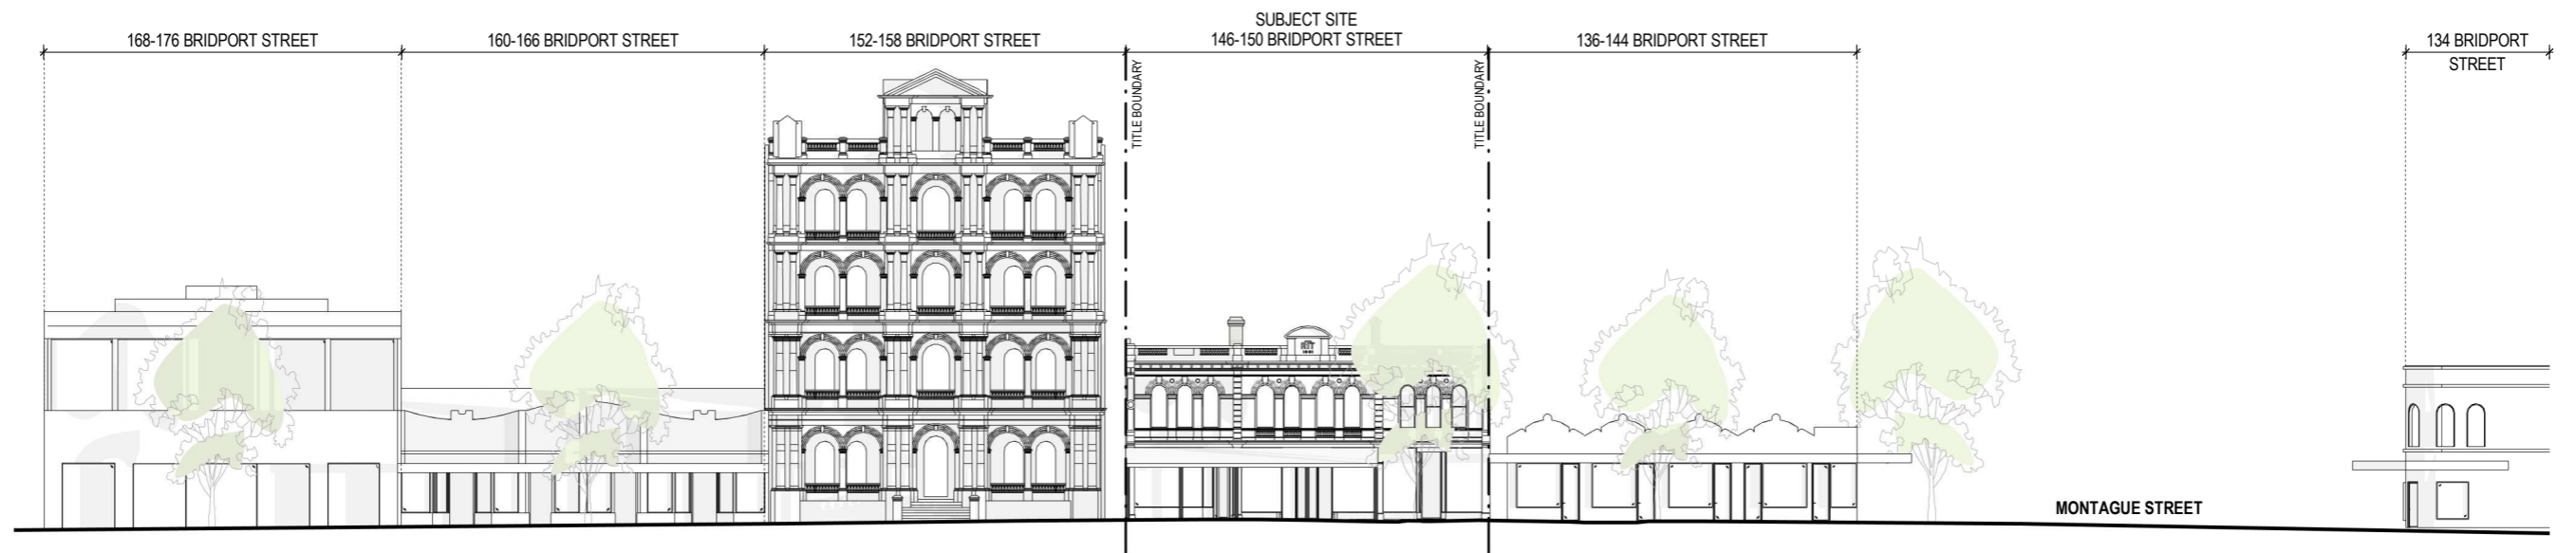 168-176 BRIDPORT STREET
160-166 BRIDPORT STREET
152-158 BRIDPORT STREET
SUBJECT SITE
146-150 BRIDPORT STREET
136-144 BRIDPORT STREET
134 BRIDPORT
STREET
TITLE BOUNDARY
TITLE BOUNDARY
MONTAGUE STREET